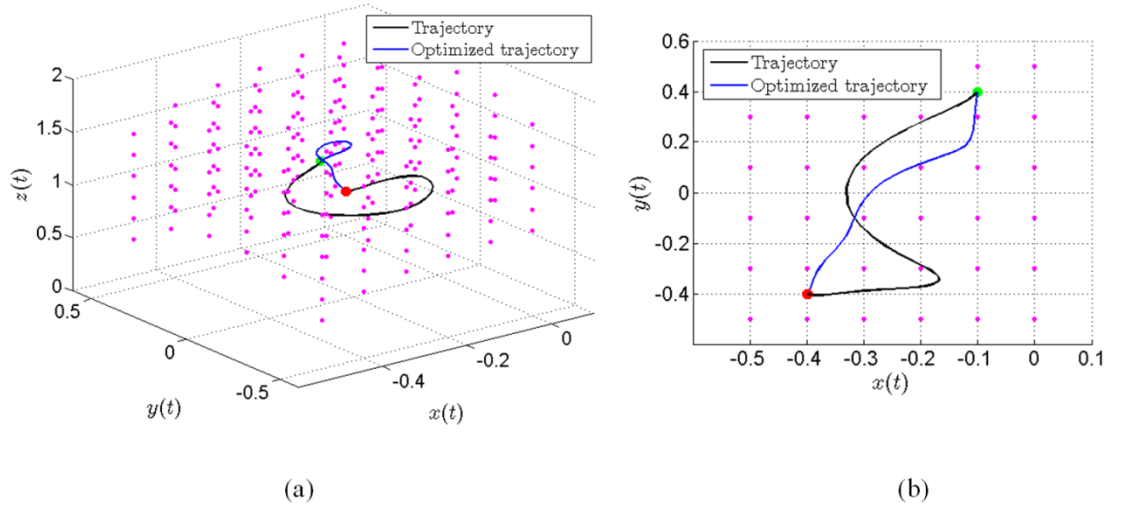 Trajectory
Optimized trajectory
2
1.5
1
0.5
0
z(t)
0.5
0
-0.5
y(t)
-0.4
-0.2
0
x(t)
(a)
Trajectory
Optimized trajectory
0.6
0.4
0.2
0
-0.2
-0.4
y(t)
-0.5 -0.4 -0.3 -0.2 -0.1 0 0.1
x(t)
(b)